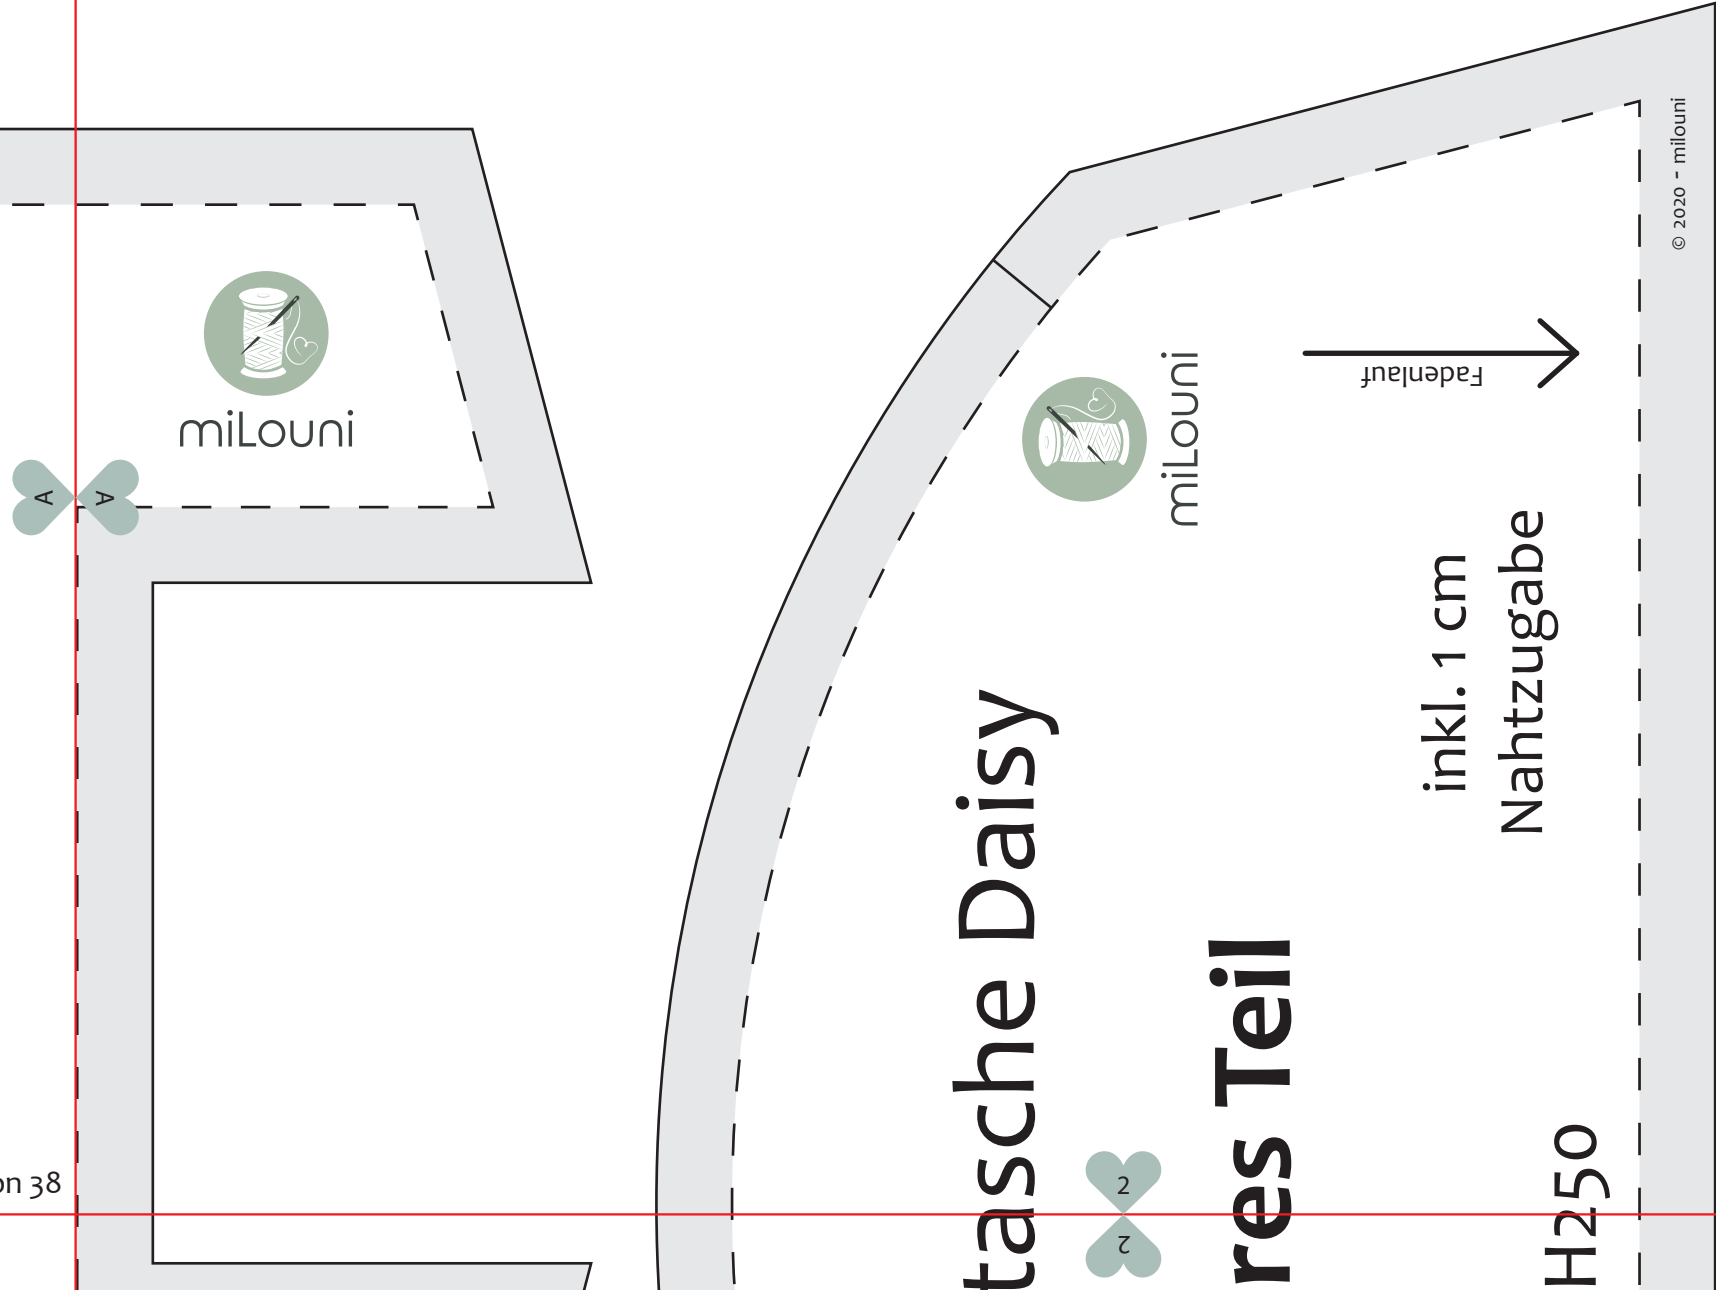 miLouni
A
A
on 38
miLouni
Fadenlauf
© 2020 - milouni
tasche Daisy
res Teil
inkl. 1 cm
Nahtzugabe
H250
2
2